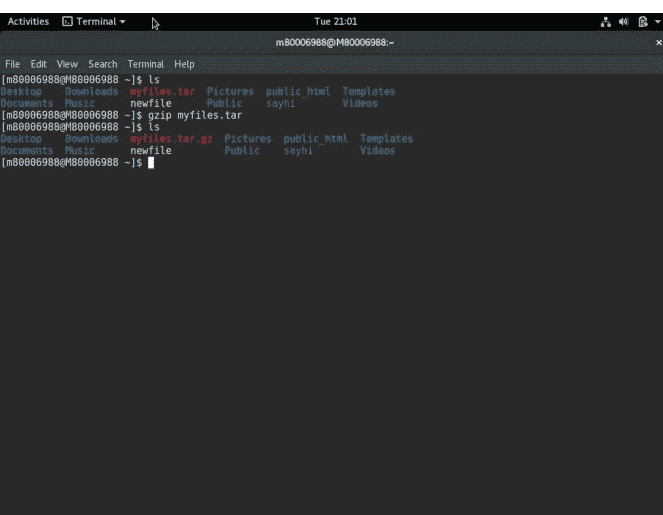 Activities Terminal Tue 21:01
m80006988@M80006988:~
File Edit View Search Terminal Help
[m80006988@M80006988 ~]$ ls
Desktop Downloads myfiles.tar Pictures public_html Templates
Documents Music newfile Public sayhi Videos
[m80006988@M80006988 ~]$ gzip myfiles.tar
[m80006988@M80006988 ~]$ ls
Desktop Downloads myfiles.tar.gz Pictures public_html Templates
Documents Music newfile Public sayhi Videos
[m80006988@M80006988 ~]$